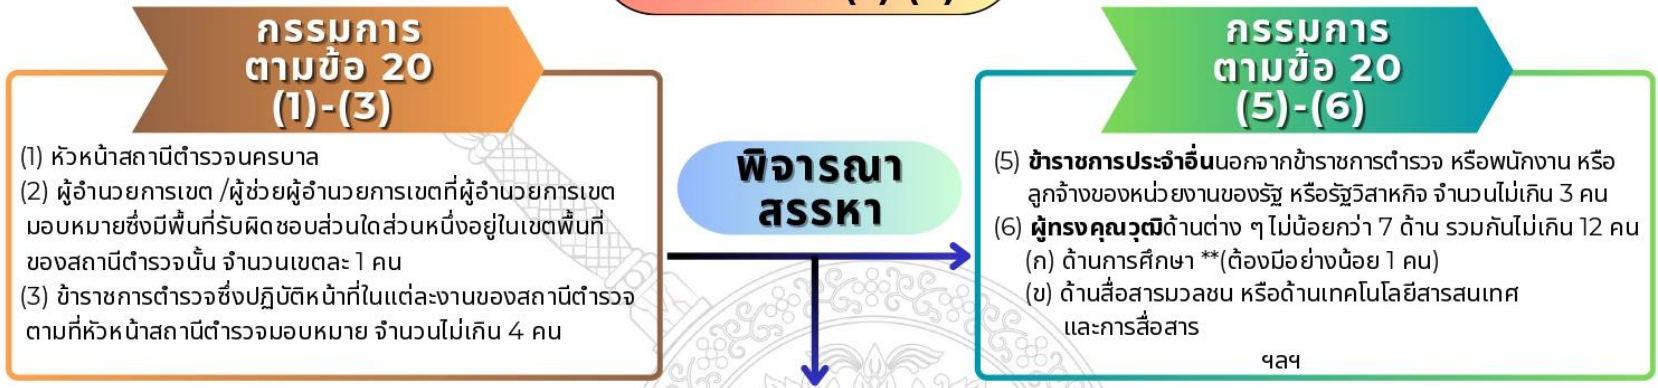 กรรมการ
ตามข้อ 20
(1)-(3)
(1) หัวหน้าสถานีตำรวจนครบาล
(2) ผู้อำนวยการเขต /ผู้ช่วยผู้อำนวยการเขตที่ผู้อำนวยการเขต
มอบหมายซึ่งมีพื้นที่รับผิดชอบส่วนใดส่วนหนึ่งอยู่ในเขตพื้นที่
ของสถานีตำรวจนั้น จำนวนเขตละ 1 คน
(3) ข้าราชการตำรวจซึ่งปฏิบัติหน้าที่ในแต่ละงานของสถานีตำรวจ
ตามที่หัวหน้าสถานีตำรวจมอบหมาย จำนวนไม่เกิน 4 คน
พิจารณา
สรรหา
กรรมการ
ตามข้อ 20
(5)-(6)
(5) ข้าราชการประจำอื่นนอกจากข้าราชการตำรวจ หรือพนักงาน หรือ
ลูกจ้างของหน่วยงานของรัฐ หรือรัฐวิสาหกิจ จำนวนไม่เกิน 3 คน
(6) ผู้ทรงคุณวุฒิด้านต่าง ๆ ไม่น้อยกว่า 7 ด้าน รวมกันไม่เกิน 12 คน
(ก) ด้านการศึกษา **(ต้องมีอย่างน้อย 1 คน)
(ข) ด้านสื่อสารมวลชน หรือด้านเทคโนโลยีสารสนเทศ
และการสื่อสาร
ฯลฯ